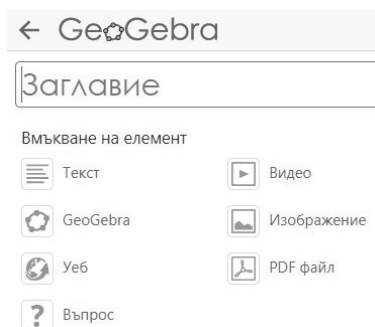 ← GeoGebra
Заглавие
Вмъкване на елемент
Текст
Видео
GeoGebra
Изображение
Уеб
PDF файл
? Въпрос